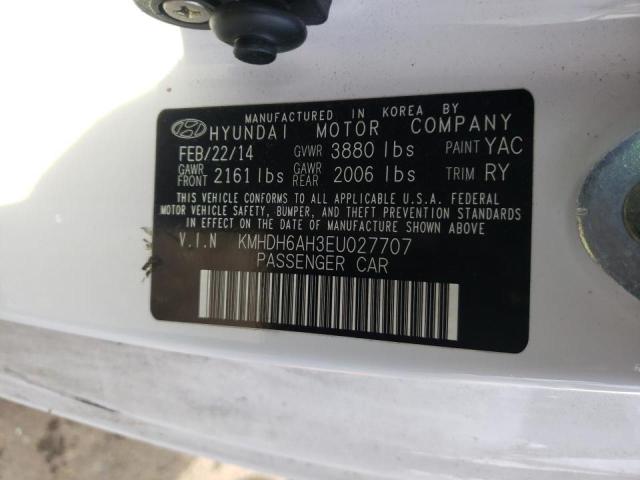 MANUFACTURED IN KOREA BY
HYUNDAI MOTOR COMPANY
FEB/22/14 GVWR 3880 lbs PAINT YAC
GAWR FRONT 2161 lbs GAWR REAR 2006 lbs TRIM RY
THIS VEHICLE CONFORMS TO ALL APPLICABLE U.S.A. FEDERAL
MOTOR VEHICLE SAFETY, BUMPER, AND THEFT PREVENTION STANDARDS
IN EFFECT ON THE DATE OF MANUFACTURE SHOWN ABOVE.
V.I.N KMHDH6AH3EU027707
PASSENGER CAR